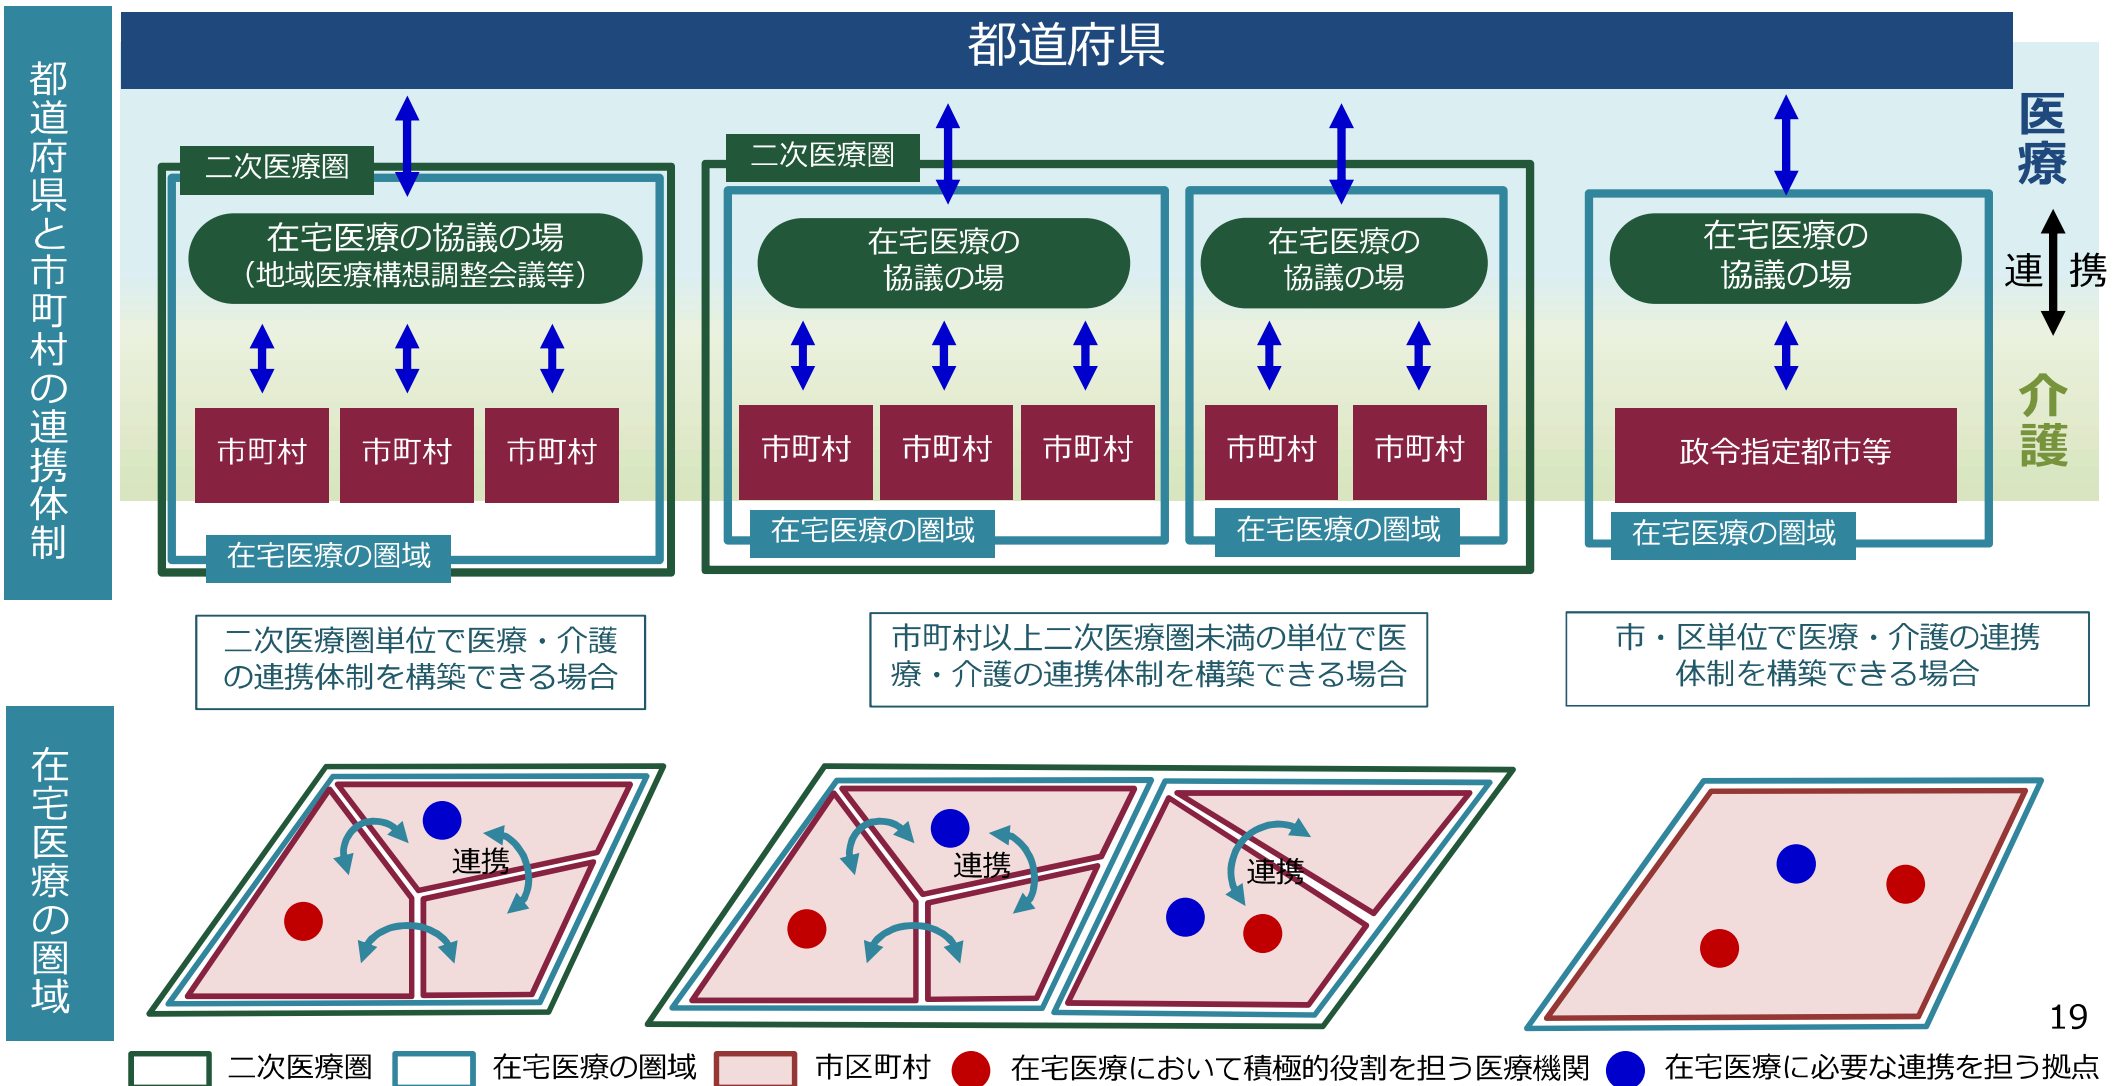 都道府県と市町村の連携体制
都道府県
医療
連携
介護
二次医療圏
在宅医療の協議の場
（地域医療構想調整会議等）
市町村
市町村
市町村
在宅医療の圏域
二次医療圏
在宅医療の
協議の場
市町村
市町村
市町村
在宅医療の圏域
在宅医療の
協議の場
市町村
市町村
在宅医療の圏域
在宅医療の
協議の場
政令指定都市等
在宅医療の圏域
二次医療圏単位で医療・介護
の連携体制を構築できる場合
市町村以上二次医療圏未満の単位で医
療・介護の連携体制を構築できる場合
市・区単位で医療・介護の連携
体制を構築できる場合
在宅医療の圏域
連携
連携
連携
19
二次医療圏
在宅医療の圏域
市区町村
在宅医療において積極的役割を担う医療機関
在宅医療に必要な連携を担う拠点